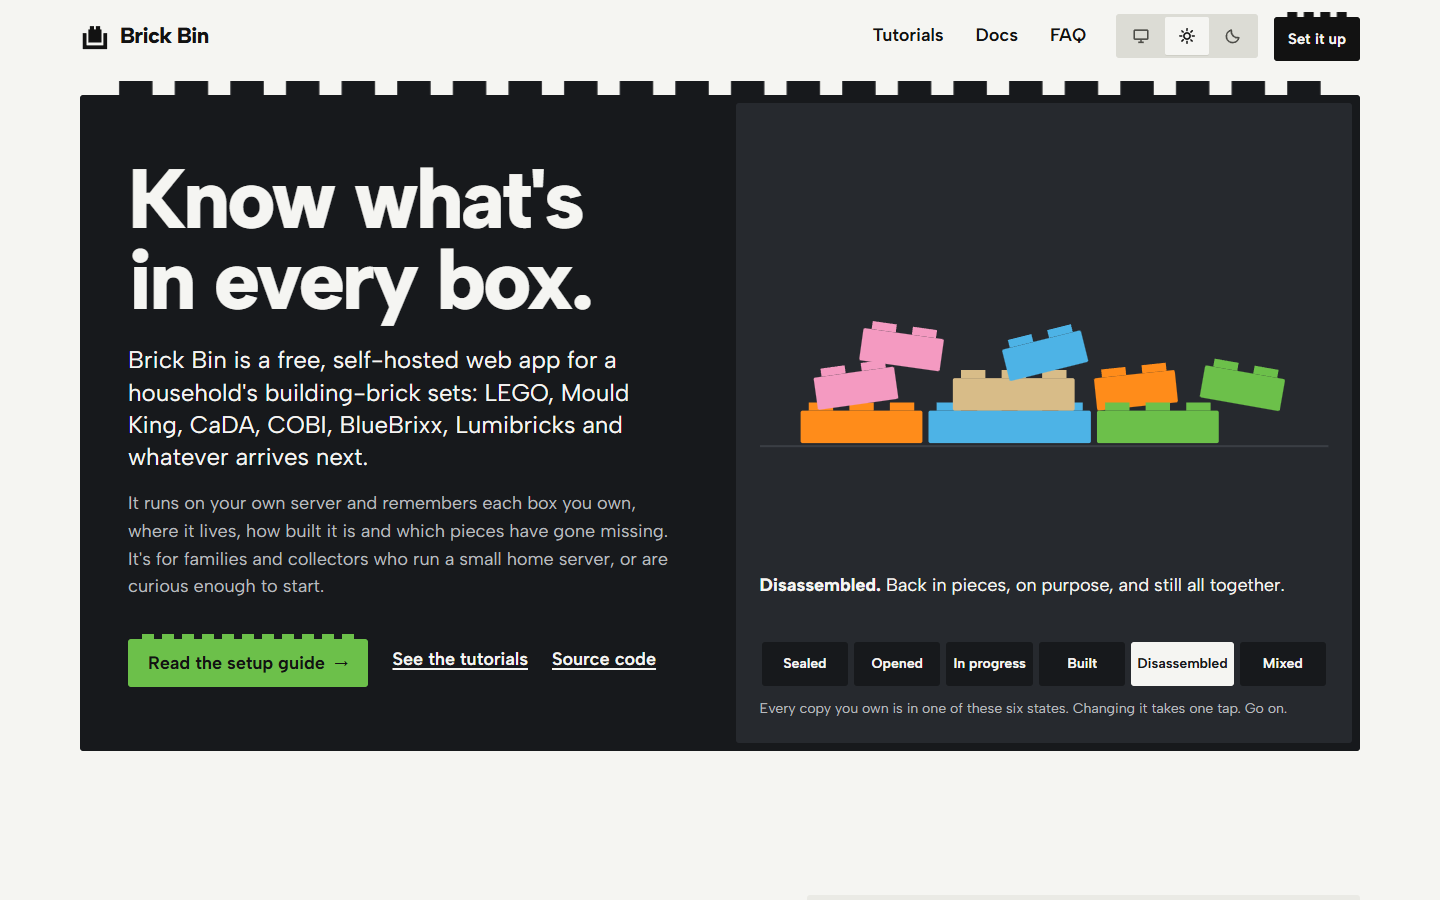 Brick Bin
Tutorials
Docs
FAQ
Set it up
Know what's
in every box.
Brick Bin is a free, self-hosted web app for a
household's building-brick sets: LEGO, Mould
King, CaDA, COBI, BlueBrixx, Lumibricks and
whatever arrives next.
It runs on your own server and remembers each box you own,
where it lives, how built it is and which pieces have gone missing.
It's for families and collectors who run a small home server, or are
curious enough to start.
Read the setup guide →
See the tutorials
Source code
Disassembled. Back in pieces, on purpose, and still all together.
Sealed
Opened
In progress
Built
Disassembled
Mixed
Every copy you own is in one of these six states. Changing it takes one tap. Go on.